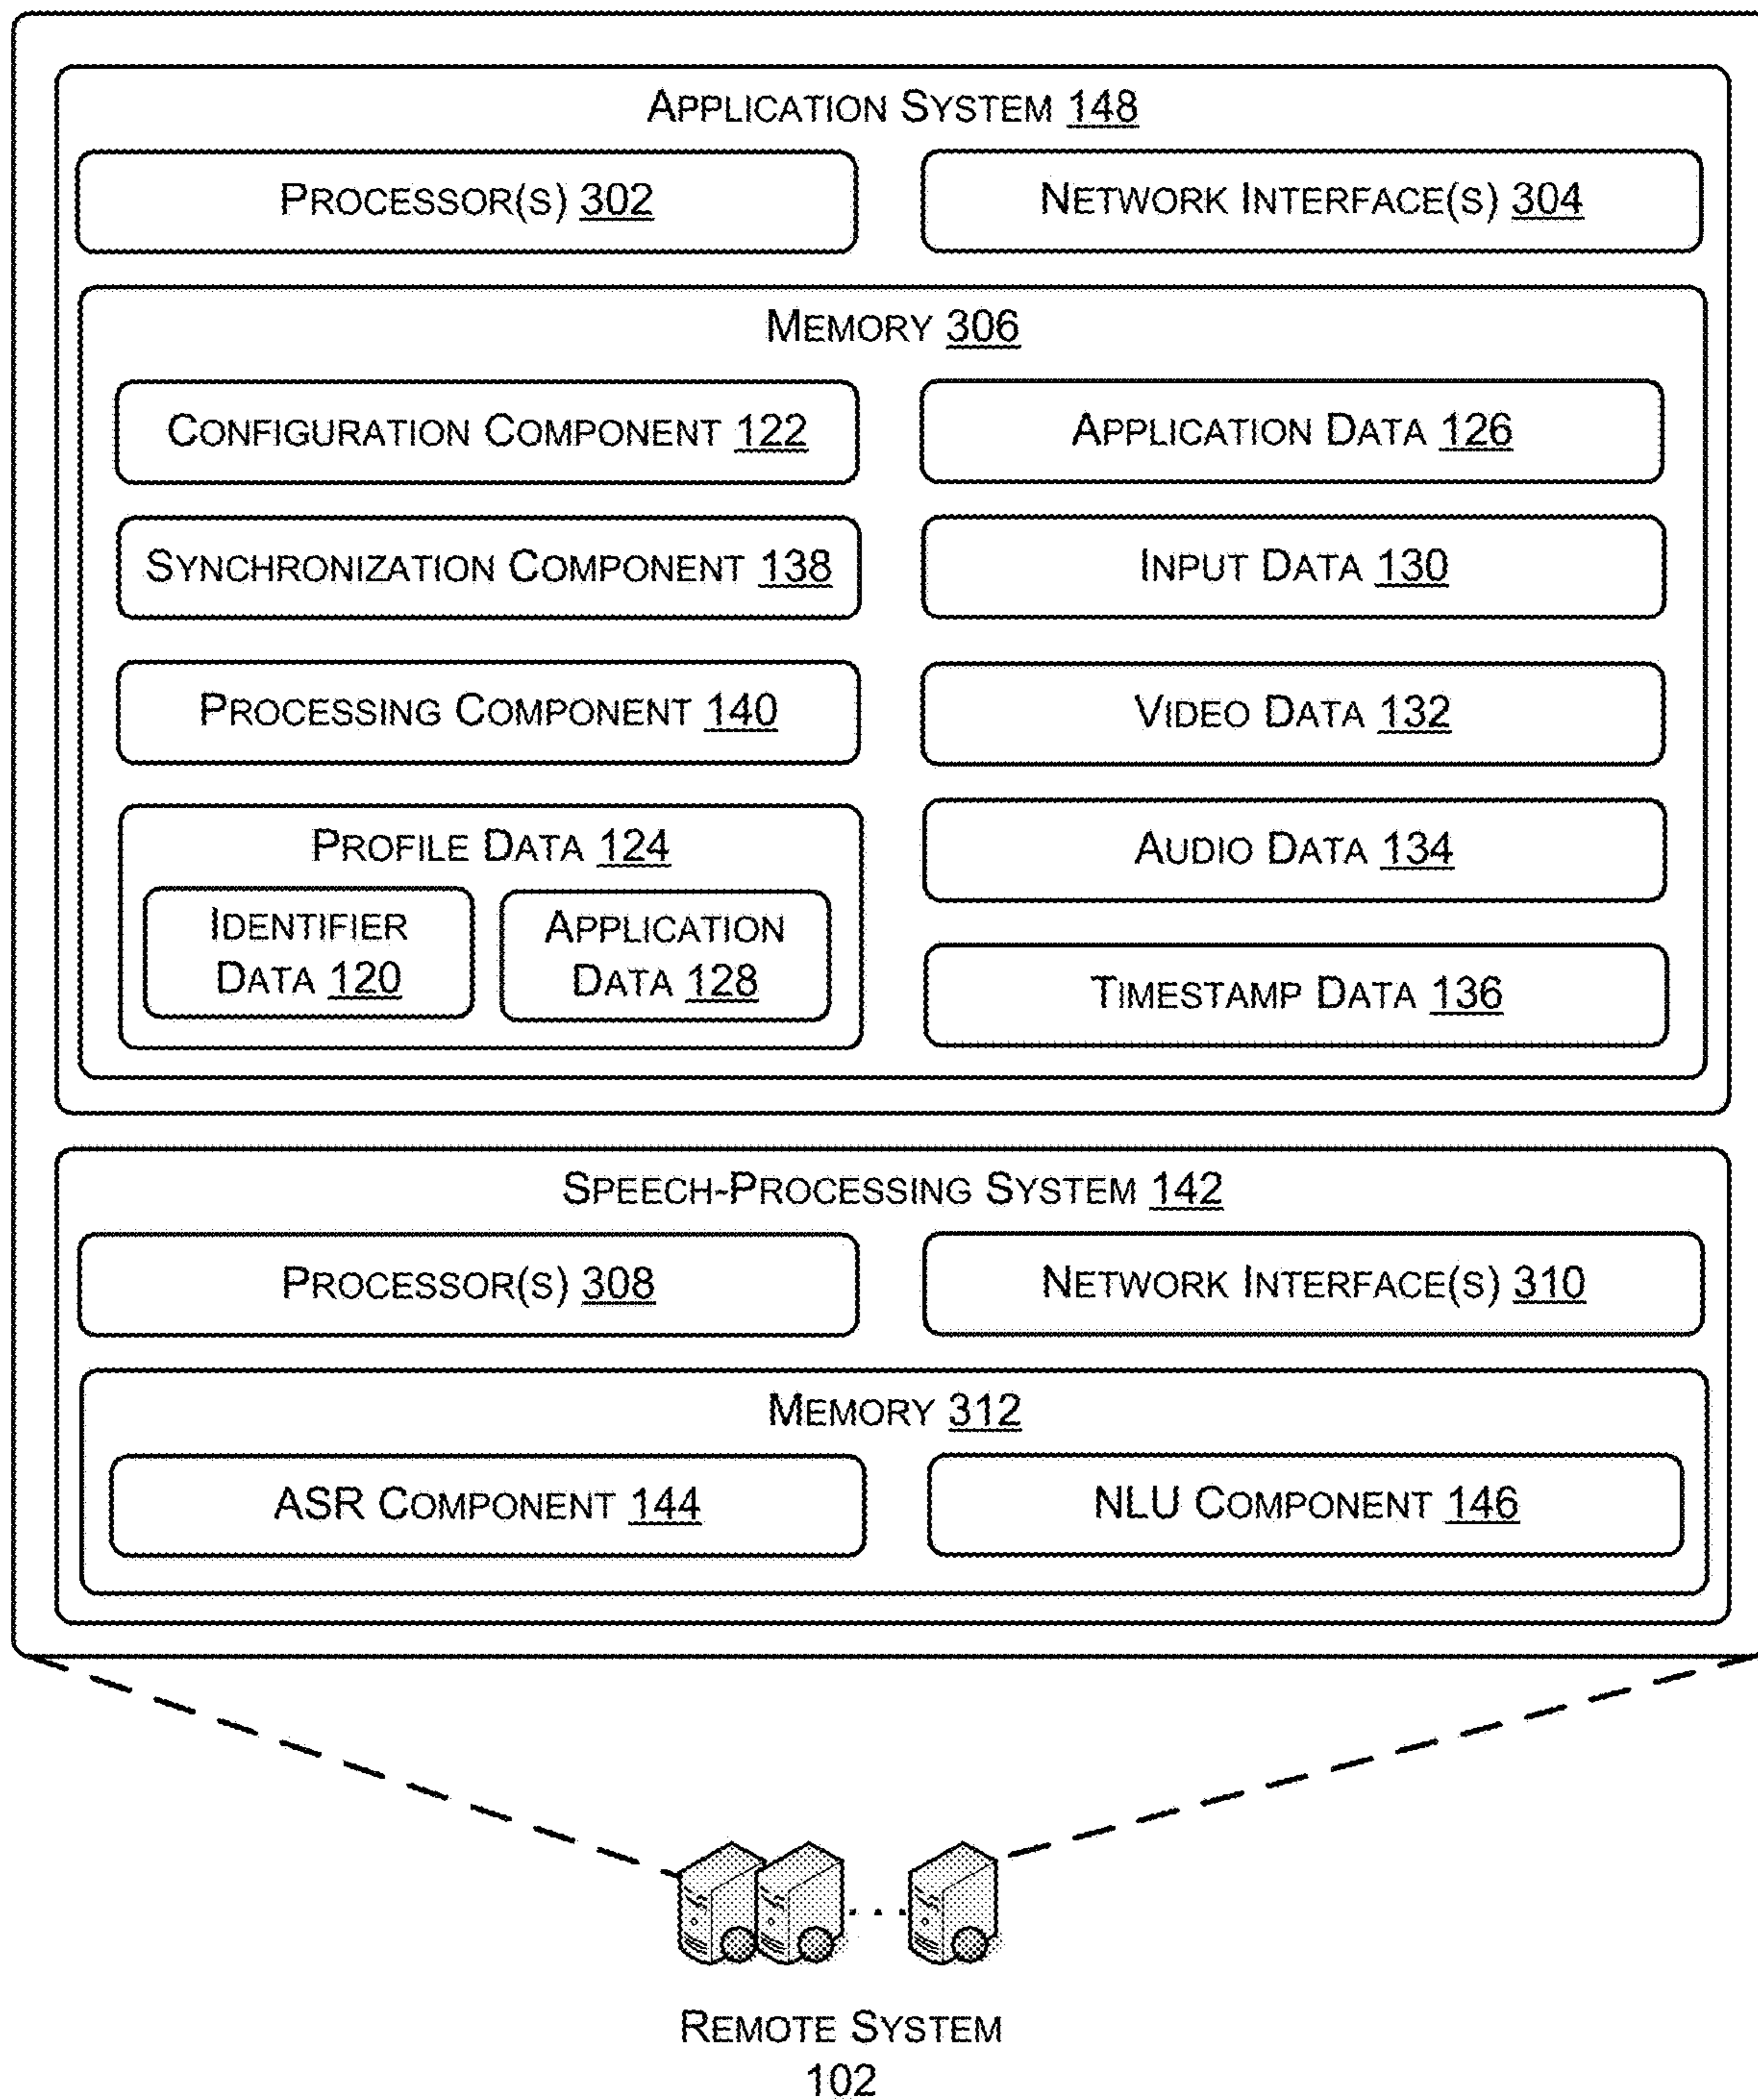 APPLICATION SYSTEM 148
PROCESSOR(S) 302
NETWORK INTERFACE(S) 304
MEMORY 306
CONFIGURATION COMPONENT 122
APPLICATION DATA 126
SYNCHRONIZATION COMPONENT 138
INPUT DATA 130
PROCESSING COMPONENT 140
VIDEO DATA 132
PROFILE DATA 124
IDENTIFIER
DATA 120
APPLICATION
DATA 128
AUDIO DATA 134
TIMESTAMP DATA 136
SPEECH-PROCESSING SYSTEM 142
PROCESSOR(S) 308
NETWORK INTERFACE(S) 310
MEMORY 312
ASR COMPONENT 144
NLU COMPONENT 146
REMOTE SYSTEM
102